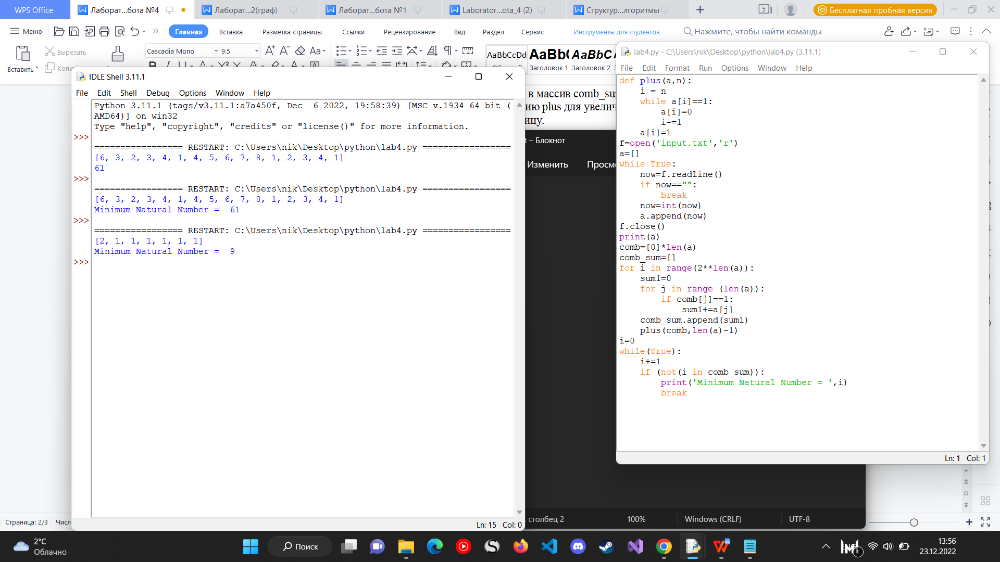 WPS Office
Лаборат...бота №4
Лаборат...2(граф)
Лаборат...бота №1
Laborator...ota_4 (2)
Структур...лгоритмы
5
Бесплатная пробная версия
Меню
Главная
Вставка
Разметка страницы
Ссылки
Рецензирование
Вид
Раздел
Сервис
Инструменты для студентов
Нажмите, чтобы найти команды
Вставить
Вырезать
Cascadia Mono
9.5
AaBbCcDd
Заголовок 1
Заголовок 2
в массив comb_su
ию plus для увелич
ицу.
IDLE Shell 3.11.1
File Edit Shell Debug Options Window Help
Python 3.11.1 (tags/v3.11.1:a7a450f, Dec  6 2022, 19:58:39) [MSC v.1934 64 bit (
AMD64)] on win32
Type "help", "copyright", "credits" or "license()" for more information.
>>>
================= RESTART: C:\Users\nik\Desktop\python\lab4.py =================
[6, 3, 2, 3, 4, 1, 4, 5, 6, 7, 8, 1, 2, 3, 4, 1]
61
>>>
================= RESTART: C:\Users\nik\Desktop\python\lab4.py =================
[6, 3, 2, 3, 4, 1, 4, 5, 6, 7, 8, 1, 2, 3, 4, 1]
Minimum Natural Number =  61
>>>
================= RESTART: C:\Users\nik\Desktop\python\lab4.py =================
[2, 1, 1, 1, 1, 1, 1]
Minimum Natural Number =  9
>>>
Ln: 15 Col: 0
t – Блокнот
Изменить
Просм
столбец 2
100%
Windows (CRLF)
UTF-8
lab4.py - C:\Users\nik\Desktop\python\lab4.py (3.11.1)
File Edit Format Run Options Window Help
def plus(a,n):
    i = n
    while a[i]==1:
        a[i]=0
        i-=1
    a[i]=1
f=open('input.txt','r')
a=[]
while True:
    now=f.readline()
    if now=="":
        break
    now=int(now)
    a.append(now)
f.close()
print(a)
comb=[0]*len(a)
comb_sum=[]
for i in range(2**len(a)):
    sum1=0
    for j in range (len(a)):
        if comb[j]==1:
            sum1+=a[j]
    comb_sum.append(sum1)
    plus(comb,len(a)-1)
i=0
while(True):
    i+=1
    if (not(i in comb_sum)):
        print('Minimum Natural Number = ',i)
        break
Ln: 1 Col: 1
Страница: 2/3
Числ
2°C
Облачно
Поиск
13:56
23.12.2022